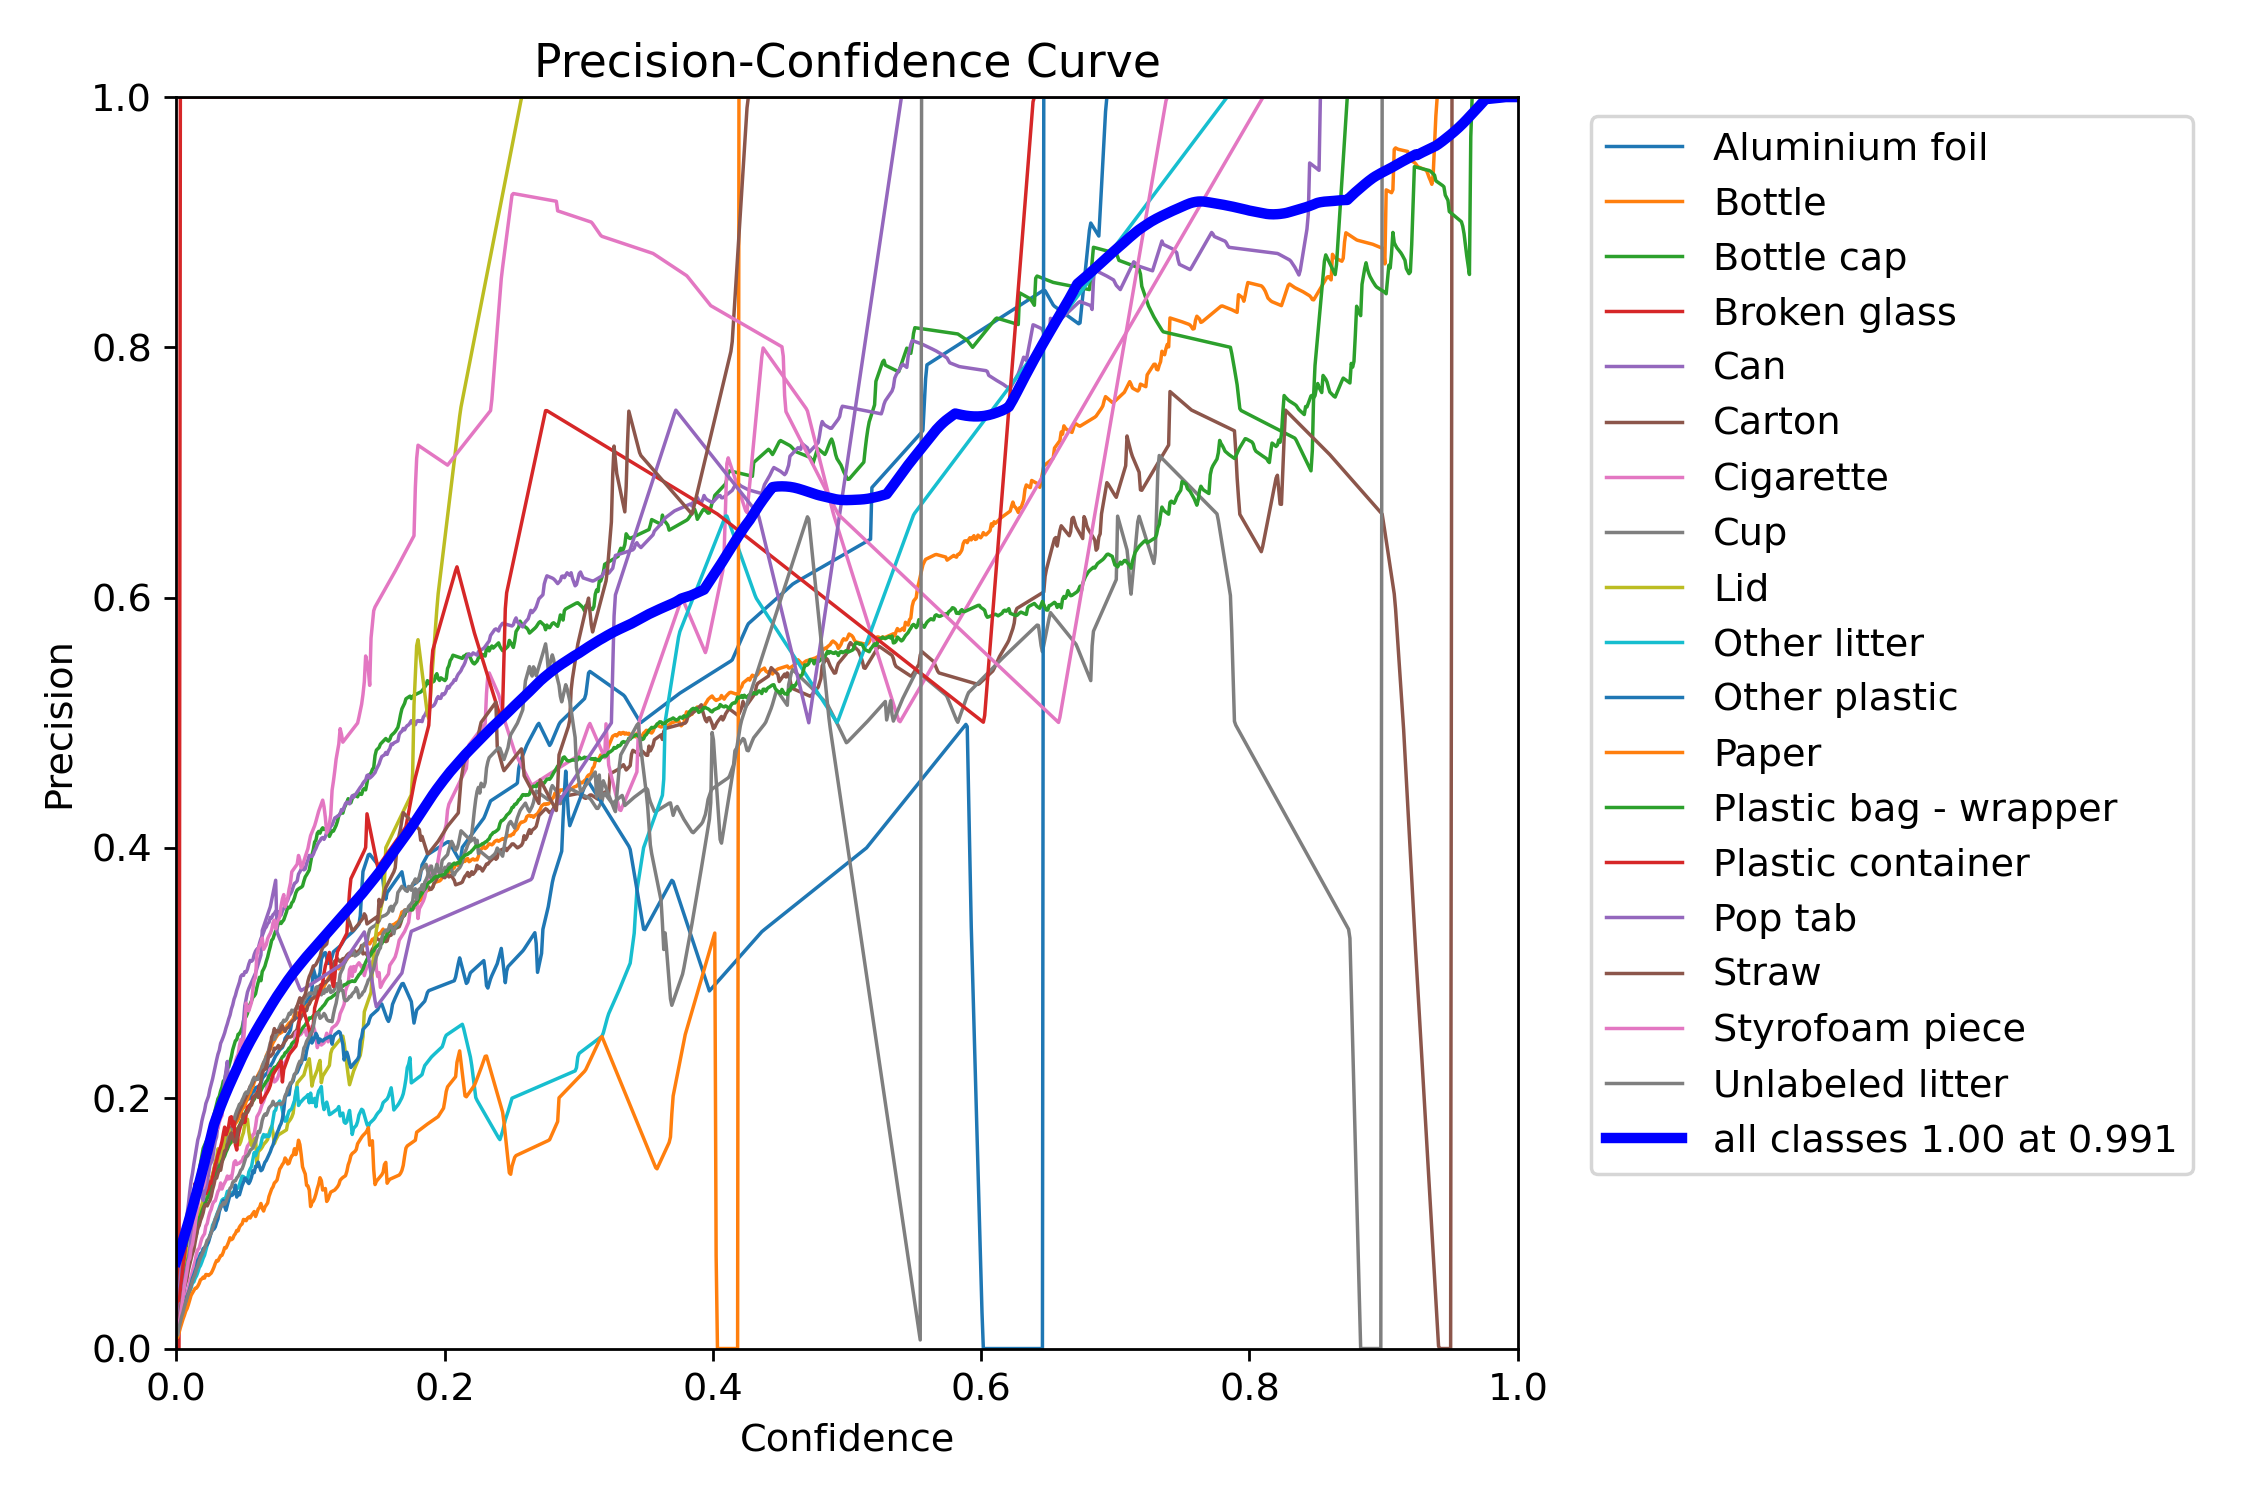 Precision-Confidence Curve
1.0
0.8
0.6
0.4
0.2
0.0
Precision
0.0 0.2 0.4 0.6 0.8 1.0
Confidence
Aluminium foil
Bottle
Bottle cap
Broken glass
Can
Carton
Cigarette
Cup
Lid
Other litter
Other plastic
Paper
Plastic bag - wrapper
Plastic container
Pop tab
Straw
Styrofoam piece
Unlabeled litter
all classes 1.00 at 0.991